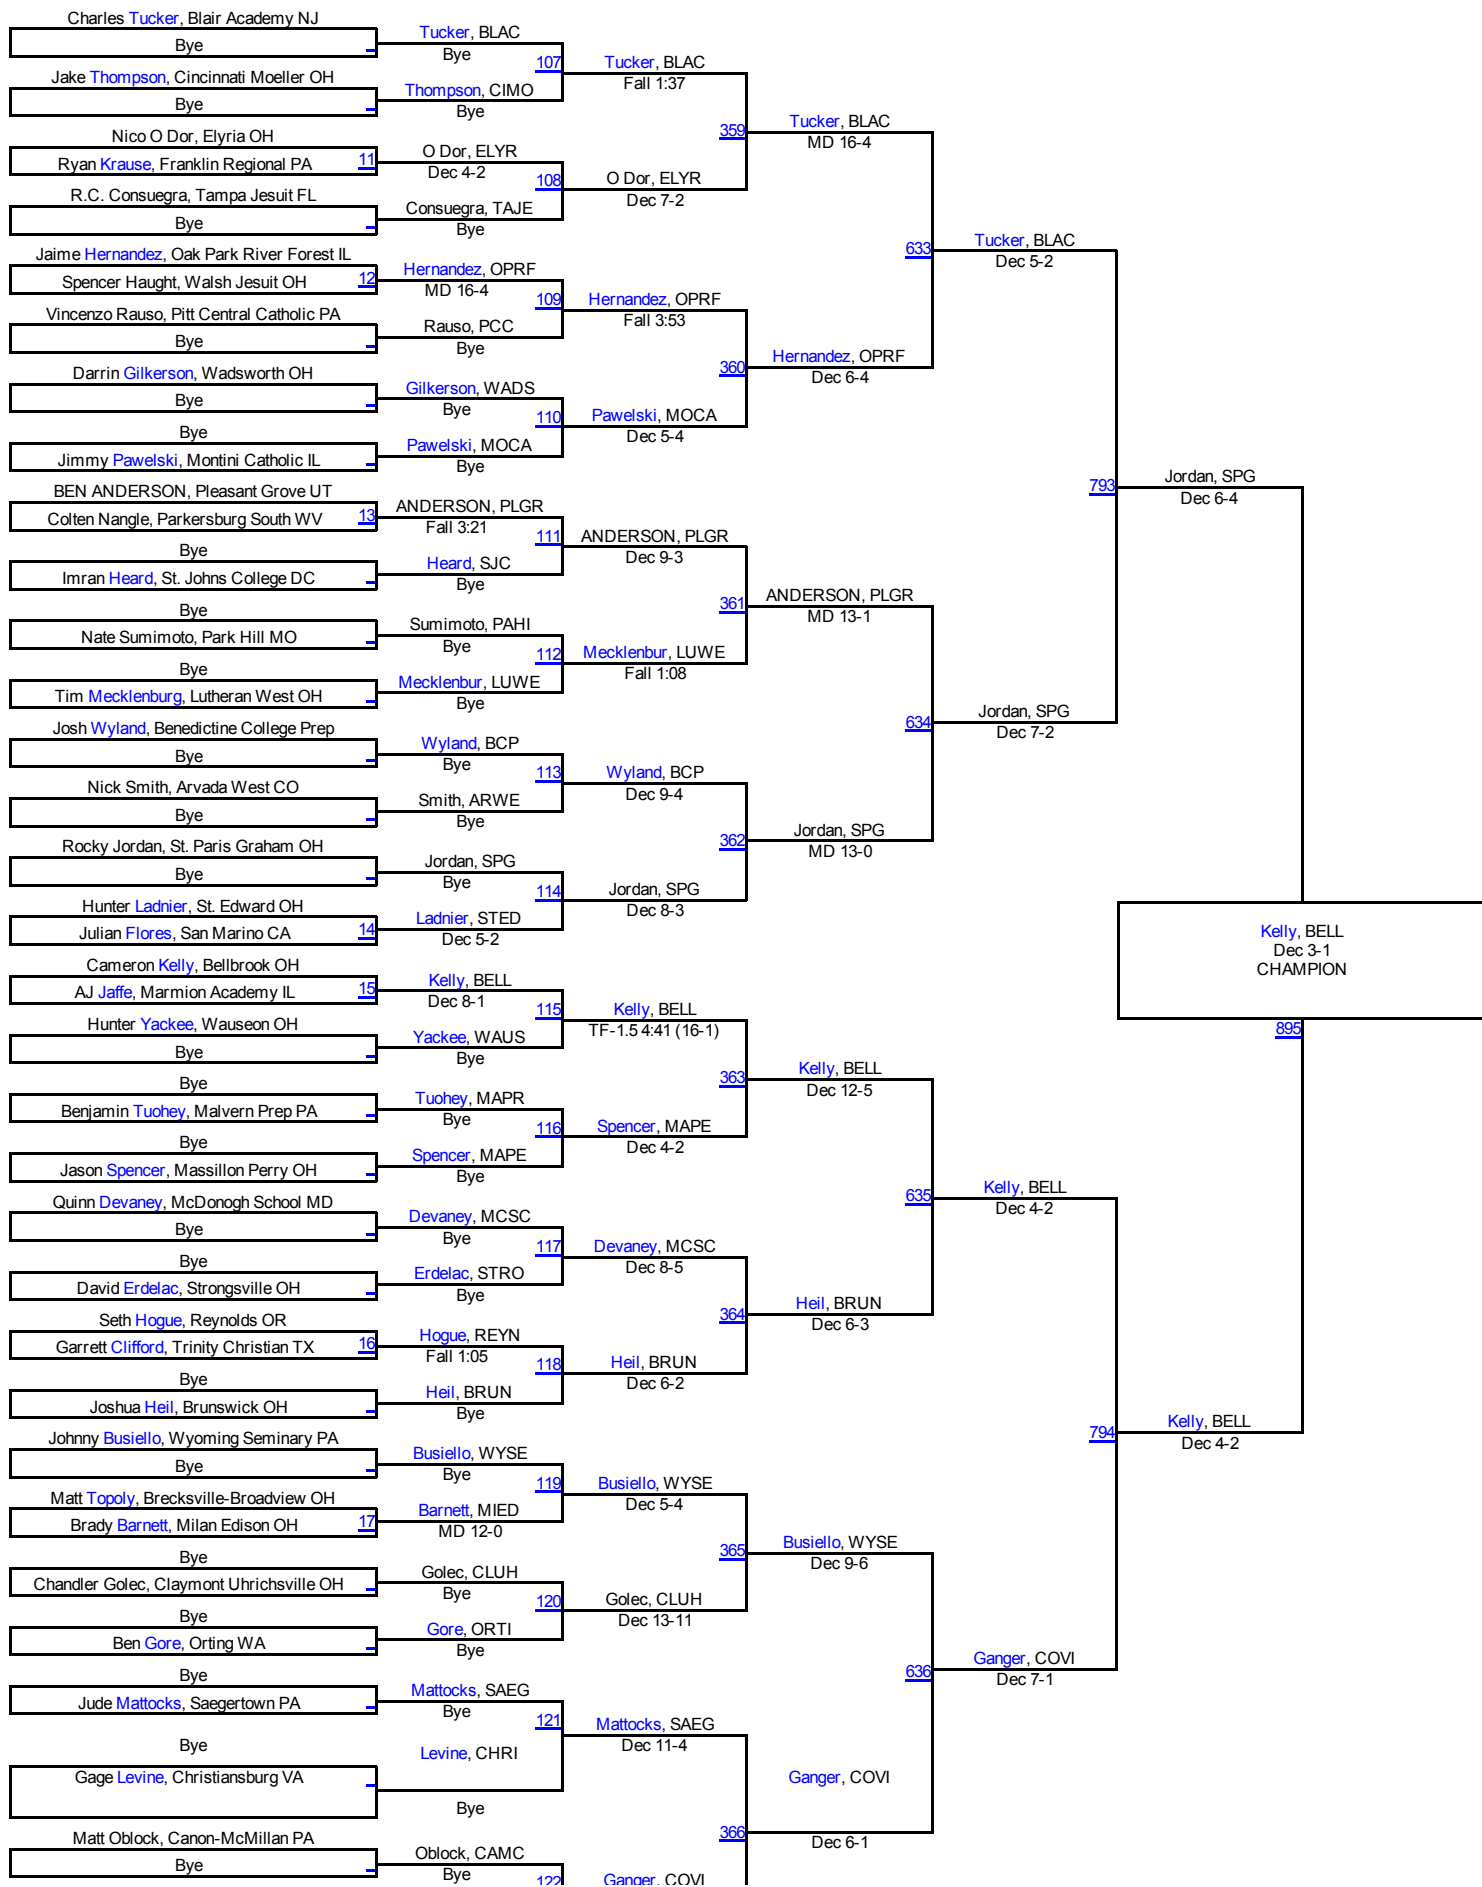 Charles Tucker, Blair Academy NJ
Bye
Tucker, BLAC
Bye
107
Jake Thompson, Cincinnati Moeller OH
Bye
Thompson, CIMO
Bye
Tucker, BLAC
Fall 1:37
359
Nico O Dor, Elyria OH
Ryan Krause, Franklin Regional PA
11
O Dor, ELYR
Dec 4-2
108
R.C. Consuegra, Tampa Jesuit FL
Bye
Consuegra, TAJE
Bye
O Dor, ELYR
Dec 7-2
Tucker, BLAC
MD 16-4
633
Jaime Hernandez, Oak Park River Forest IL
Spencer Haught, Walsh Jesuit OH
12
Hernandez, OPRF
MD 16-4
109
Vincenzo Rauso, Pitt Central Catholic PA
Bye
Rauso, PCC
Bye
Hernandez, OPRF
Fall 3:53
360
Darrin Gilkerson, Wadsworth OH
Bye
Gilkerson, WADS
Bye
110
Bye
Jimmy Pawelski, Montini Catholic IL
Pawelski, MOCA
Bye
Pawelski, MOCA
Dec 5-4
Hernandez, OPRF
Dec 6-4
Tucker, BLAC
Dec 5-2
793
BEN ANDERSON, Pleasant Grove UT
Colten Nangle, Parkersburg South WV
13
ANDERSON, PLGR
Fall 3:21
111
Bye
Imran Heard, St. Johns College DC
Heard, SJC
Bye
ANDERSON, PLGR
Dec 9-3
361
Bye
Nate Sumimoto, Park Hill MO
Sumimoto, PAHI
Bye
112
Bye
Tim Mecklenburg, Lutheran West OH
Mecklenbur, LUWE
Bye
Mecklenbur, LUWE
Fall 1:08
ANDERSON, PLGR
MD 13-1
634
Josh Wyland, Benedictine College Prep
Bye
Wyland, BCP
Bye
113
Nick Smith, Arvada West CO
Bye
Smith, ARWE
Bye
Wyland, BCP
Dec 9-4
362
Rocky Jordan, St. Paris Graham OH
Bye
Jordan, SPG
Bye
114
Hunter Ladnier, St. Edward OH
Julian Flores, San Marino CA
14
Ladnier, STED
Dec 5-2
Jordan, SPG
Dec 8-3
Jordan, SPG
MD 13-0
Jordan, SPG
Dec 7-2
Jordan, SPG
Dec 6-4
Kelly, BELL
Dec 3-1
CHAMPION
895
Cameron Kelly, Bellbrook OH
AJ Jaffe, Marmion Academy IL
15
Kelly, BELL
Dec 8-1
115
Hunter Yackee, Wauseon OH
Bye
Yackee, WAUS
Bye
Kelly, BELL
TF-1.5 4:41 (16-1)
363
Bye
Benjamin Tuohey, Malvern Prep PA
Tuohey, MAPR
Bye
116
Bye
Jason Spencer, Massillon Perry OH
Spencer, MAPE
Bye
Spencer, MAPE
Dec 4-2
Kelly, BELL
Dec 12-5
635
Quinn Devaney, McDonogh School MD
Bye
Devaney, MCSC
Bye
117
Bye
David Erdelac, Strongsville OH
Erdelac, STRO
Bye
Devaney, MCSC
Dec 8-5
364
Seth Hogue, Reynolds OR
Garrett Clifford, Trinity Christian TX
16
Hogue, REYN
Fall 1:05
118
Bye
Joshua Heil, Brunswick OH
Heil, BRUN
Bye
Heil, BRUN
Dec 6-2
Heil, BRUN
Dec 6-3
Kelly, BELL
Dec 4-2
794
Johnny Busiello, Wyoming Seminary PA
Bye
Busiello, WYSE
Bye
119
Matt Topoly, Brecksville-Broadview OH
Brady Barnett, Milan Edison OH
17
Barnett, MIED
MD 12-0
Busiello, WYSE
Dec 5-4
365
Bye
Chandler Golec, Claymont Uhrichsville OH
Golec, CLUH
Bye
120
Bye
Ben Gore, Orting WA
Gore, ORTI
Bye
Golec, CLUH
Dec 13-11
Busiello, WYSE
Dec 9-6
636
Bye
Jude Mattocks, Saegertown PA
Mattocks, SAEG
Bye
121
Bye
Gage Levine, Christiansburg VA
Levine, CHRI
Bye
Mattocks, SAEG
Dec 11-4
366
Matt Oblock, Canon-McMillan PA
Bye
Oblock, CAMC
Bye
122
Ganger, COVI
Ganger, COVI
Dec 6-1
Ganger, COVI
Dec 7-1
Kelly, BELL
Dec 4-2